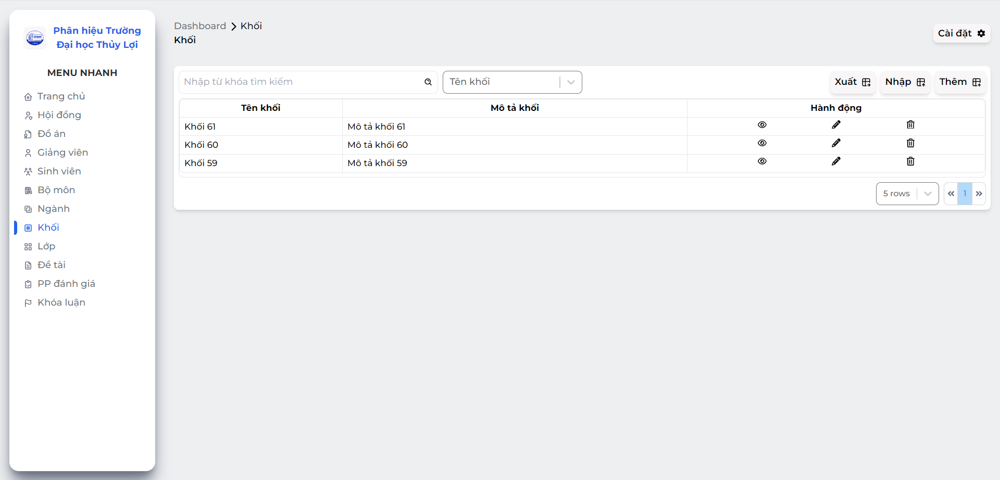 Phân hiệu Trường
Đại học Thủy Lợi
MENU NHANH
Trang chủ
Hội đồng
Đồ án
Giảng viên
Sinh viên
Bộ môn
Ngành
Khối
Lớp
Đề tài
PP đánh giá
Khóa luận
Dashboard Khối
Khối
Cài đặt
Nhập từ khóa tìm kiếm Tên khối Xuất Nhập Thêm
Tên khối Mô tả khối Hành động
Khối 61 Mô tả khối 61
Khối 60 Mô tả khối 60
Khối 59 Mô tả khối 59
5 rows « 1 »